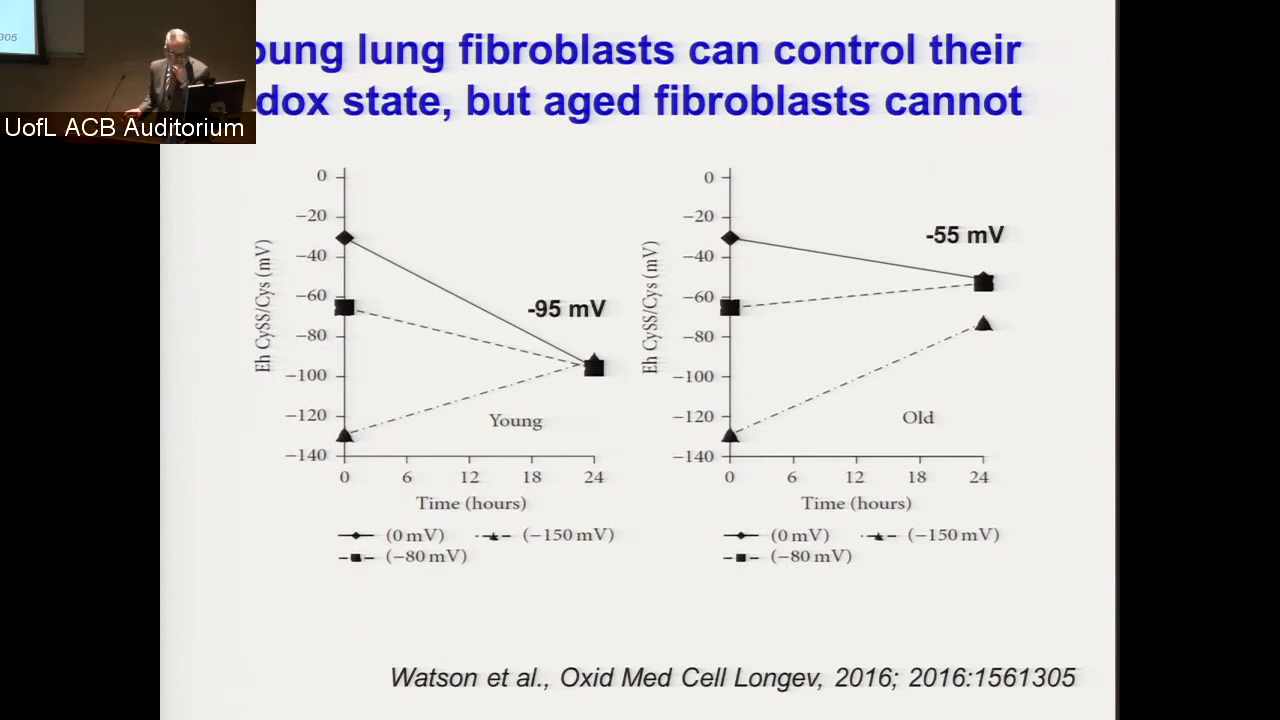 305
UofL ACB Auditorium
oung lung fibroblasts can control their
dox state, but aged fibroblasts cannot
0
−20
−40
−60
−80
−100
−120
−140
Eh CySS/Cys (mV)
-95 mV
Young
0 6 12 18 24
Time (hours)
(0 mV) (−150 mV)
(−80 mV)
0
−20
−40
−60
−80
−100
−120
−140
Eh CySS/Cys (mV)
-55 mV
Old
0 6 12 18 24
Time (hours)
(0 mV) (−150 mV)
(−80 mV)
Watson et al., Oxid Med Cell Longev, 2016; 2016:1561305